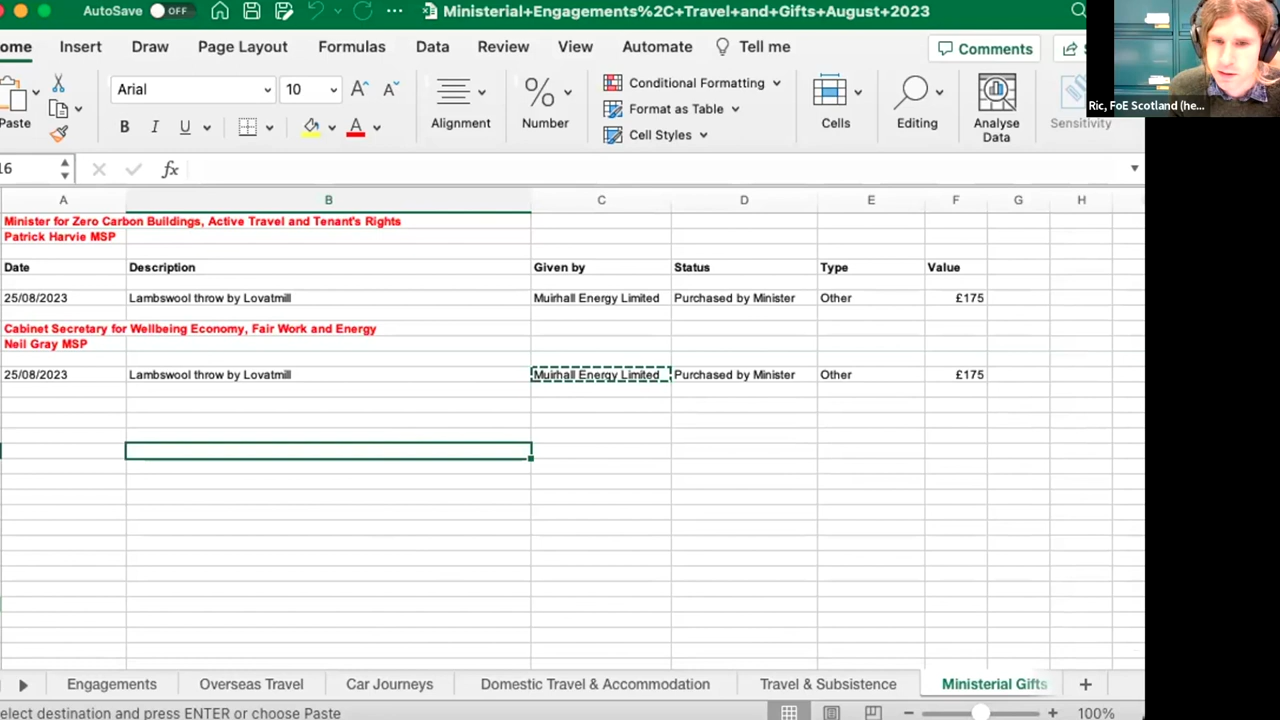 AutoSave OFF ... Ministerial+Engagements%2C+Travel+and+Gifts+August+2023
ome Insert Draw Page Layout Formulas Data Review View Automate Tell me Comments
Paste Arial 10 A A Alignment % Number Conditional Formatting Cells Editing Analyse Data Sensitivity
B I U A Format as Table
Cell Styles
Ric, FoE Scotland (he...
16 fx
A B C D E F G H
Minister for Zero Carbon Buildings, Active Travel and Tenant's Rights
Patrick Harvie MSP
Date Description Given by Status Type Value
25/08/2023 Lambswool throw by Lovatmill Muirhall Energy Limited Purchased by Minister Other £175
Cabinet Secretary for Wellbeing Economy, Fair Work and Energy
Neil Gray MSP
25/08/2023 Lambswool throw by Lovatmill Muirhall Energy Limited Purchased by Minister Other £175
Engagements Overseas Travel Car Journeys Domestic Travel & Accommodation Travel & Subsistence Ministerial Gifts +
elect destination and press ENTER or choose Paste - + 100%